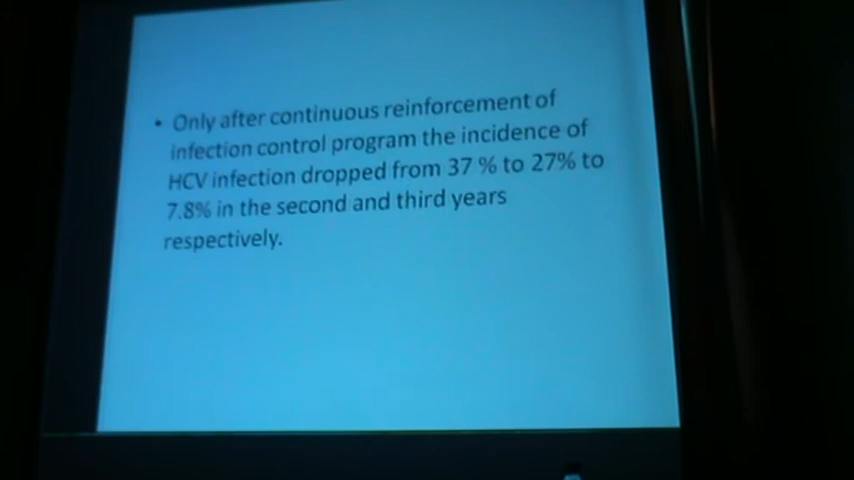 • Only after continuous reinforcement of
infection control program the incidence of
HCV infection dropped from 37 % to 27% to
7.8% in the second and third years
respectively.